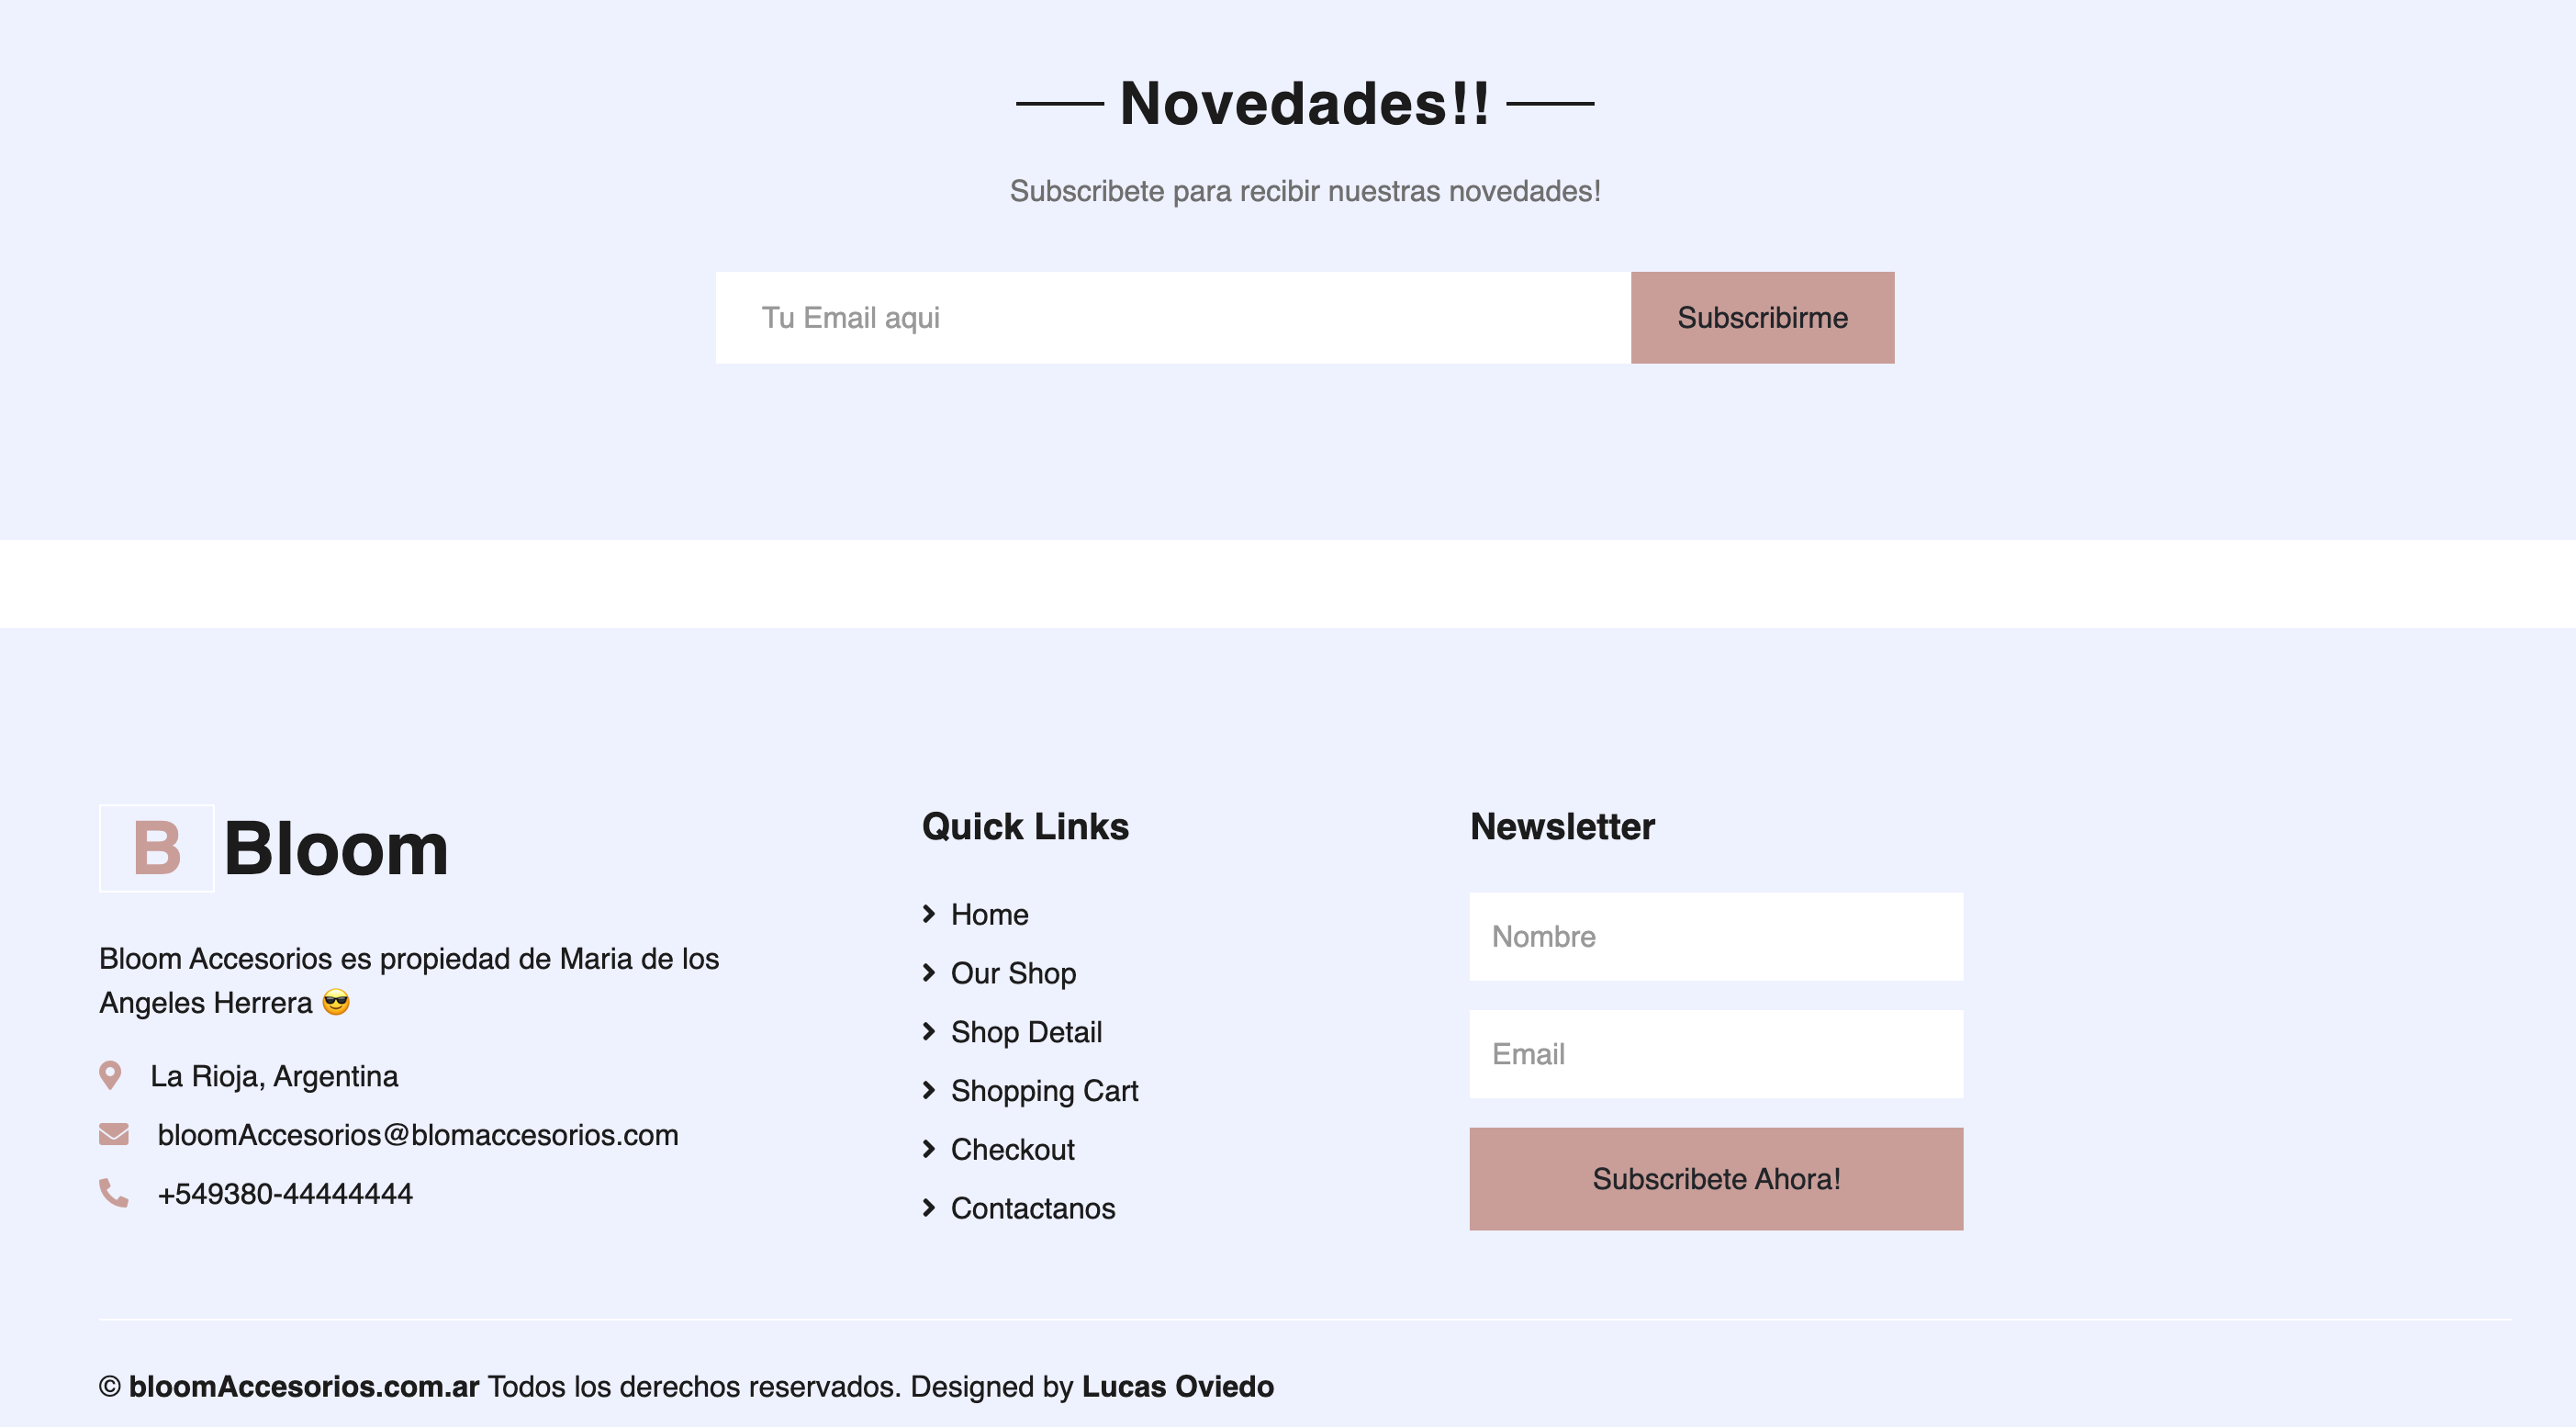 Novedades!!
Subscribete para recibir nuestras novedades!
Tu Email aqui
Subscribirme
B Bloom
Bloom Accesorios es propiedad de Maria de los
Angeles Herrera 😎
La Rioja, Argentina
bloomAccesorios@blomaccesorios.com
+549380-44444444
Quick Links
Home
Our Shop
Shop Detail
Shopping Cart
Checkout
Contactanos
Newsletter
Nombre
Email
Subscribete Ahora!
© bloomAccesorios.com.ar Todos los derechos reservados. Designed by Lucas Oviedo